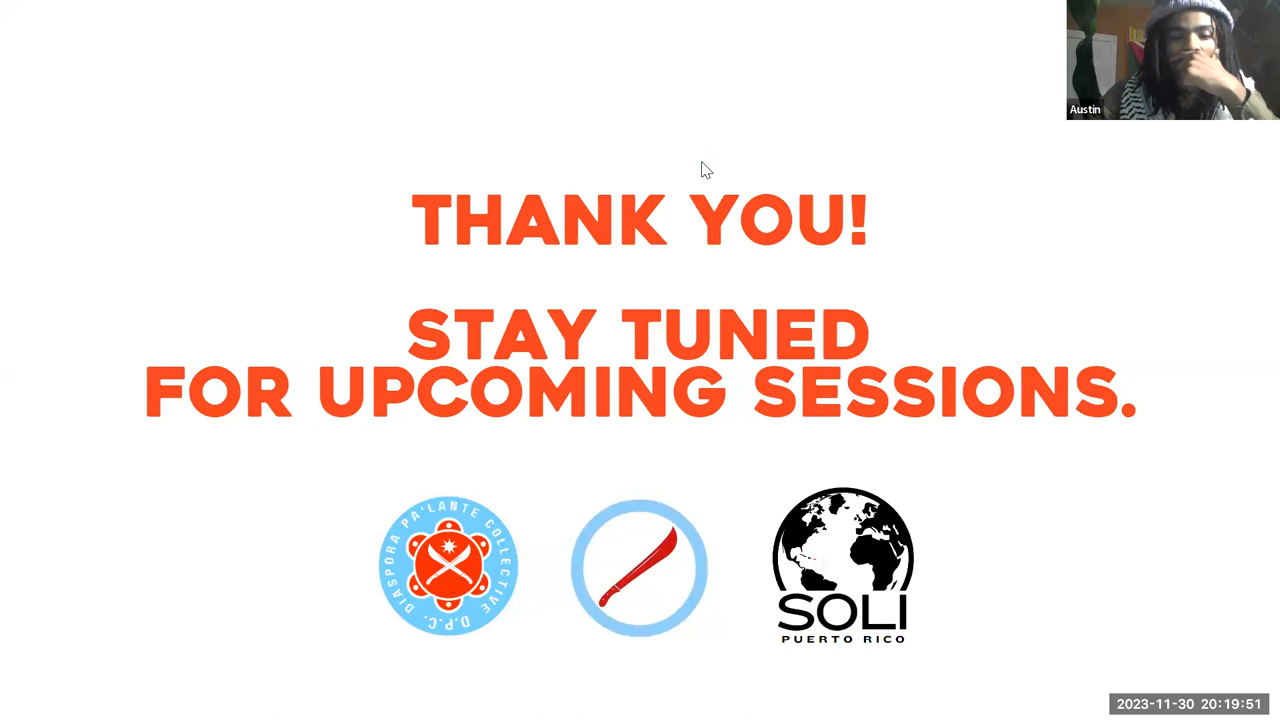 Austin
THANK YOU!
STAY TUNED
FOR UPCOMING SESSIONS.
DIASPORA PA'LANTE COLLECTIVE D.P.C.
SOLI
PUERTO RICO
2023-11-30 20:19:51